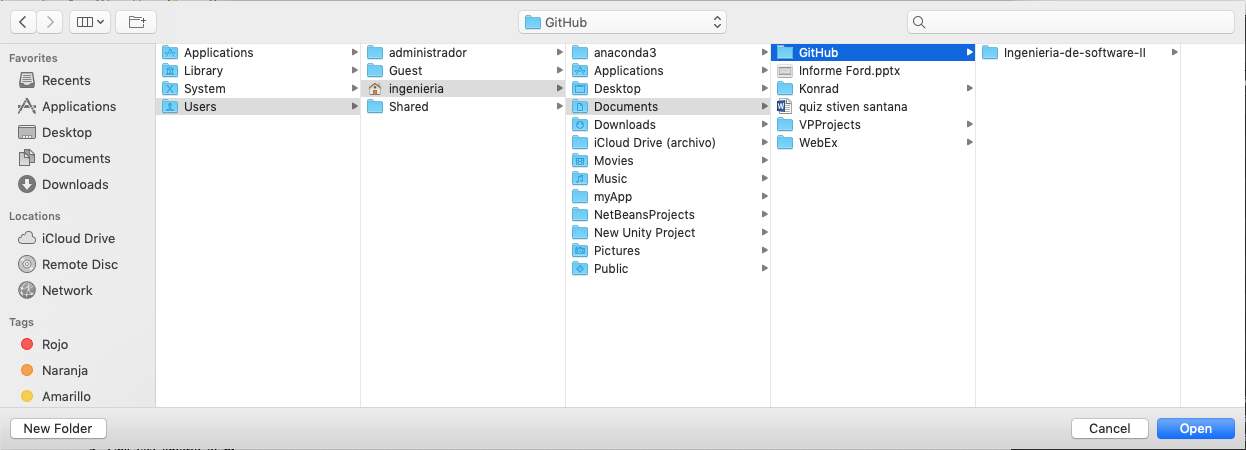 GitHub
Favorites
Recents
Applications
Desktop
Documents
Downloads
Locations
iCloud Drive
Remote Disc
Network
Tags
Rojo
Naranja
Amarillo
Applications
Library
System
Users
administrador
Guest
ingenieria
Shared
anaconda3
Applications
Desktop
Documents
Downloads
iCloud Drive (archivo)
Movies
Music
myApp
NetBeansProjects
New Unity Project
Pictures
Public
GitHub
Informe Ford.pptx
Konrad
quiz stiven santana
VPProjects
WebEx
Ingenieria-de-software-II
New Folder
Cancel
Open